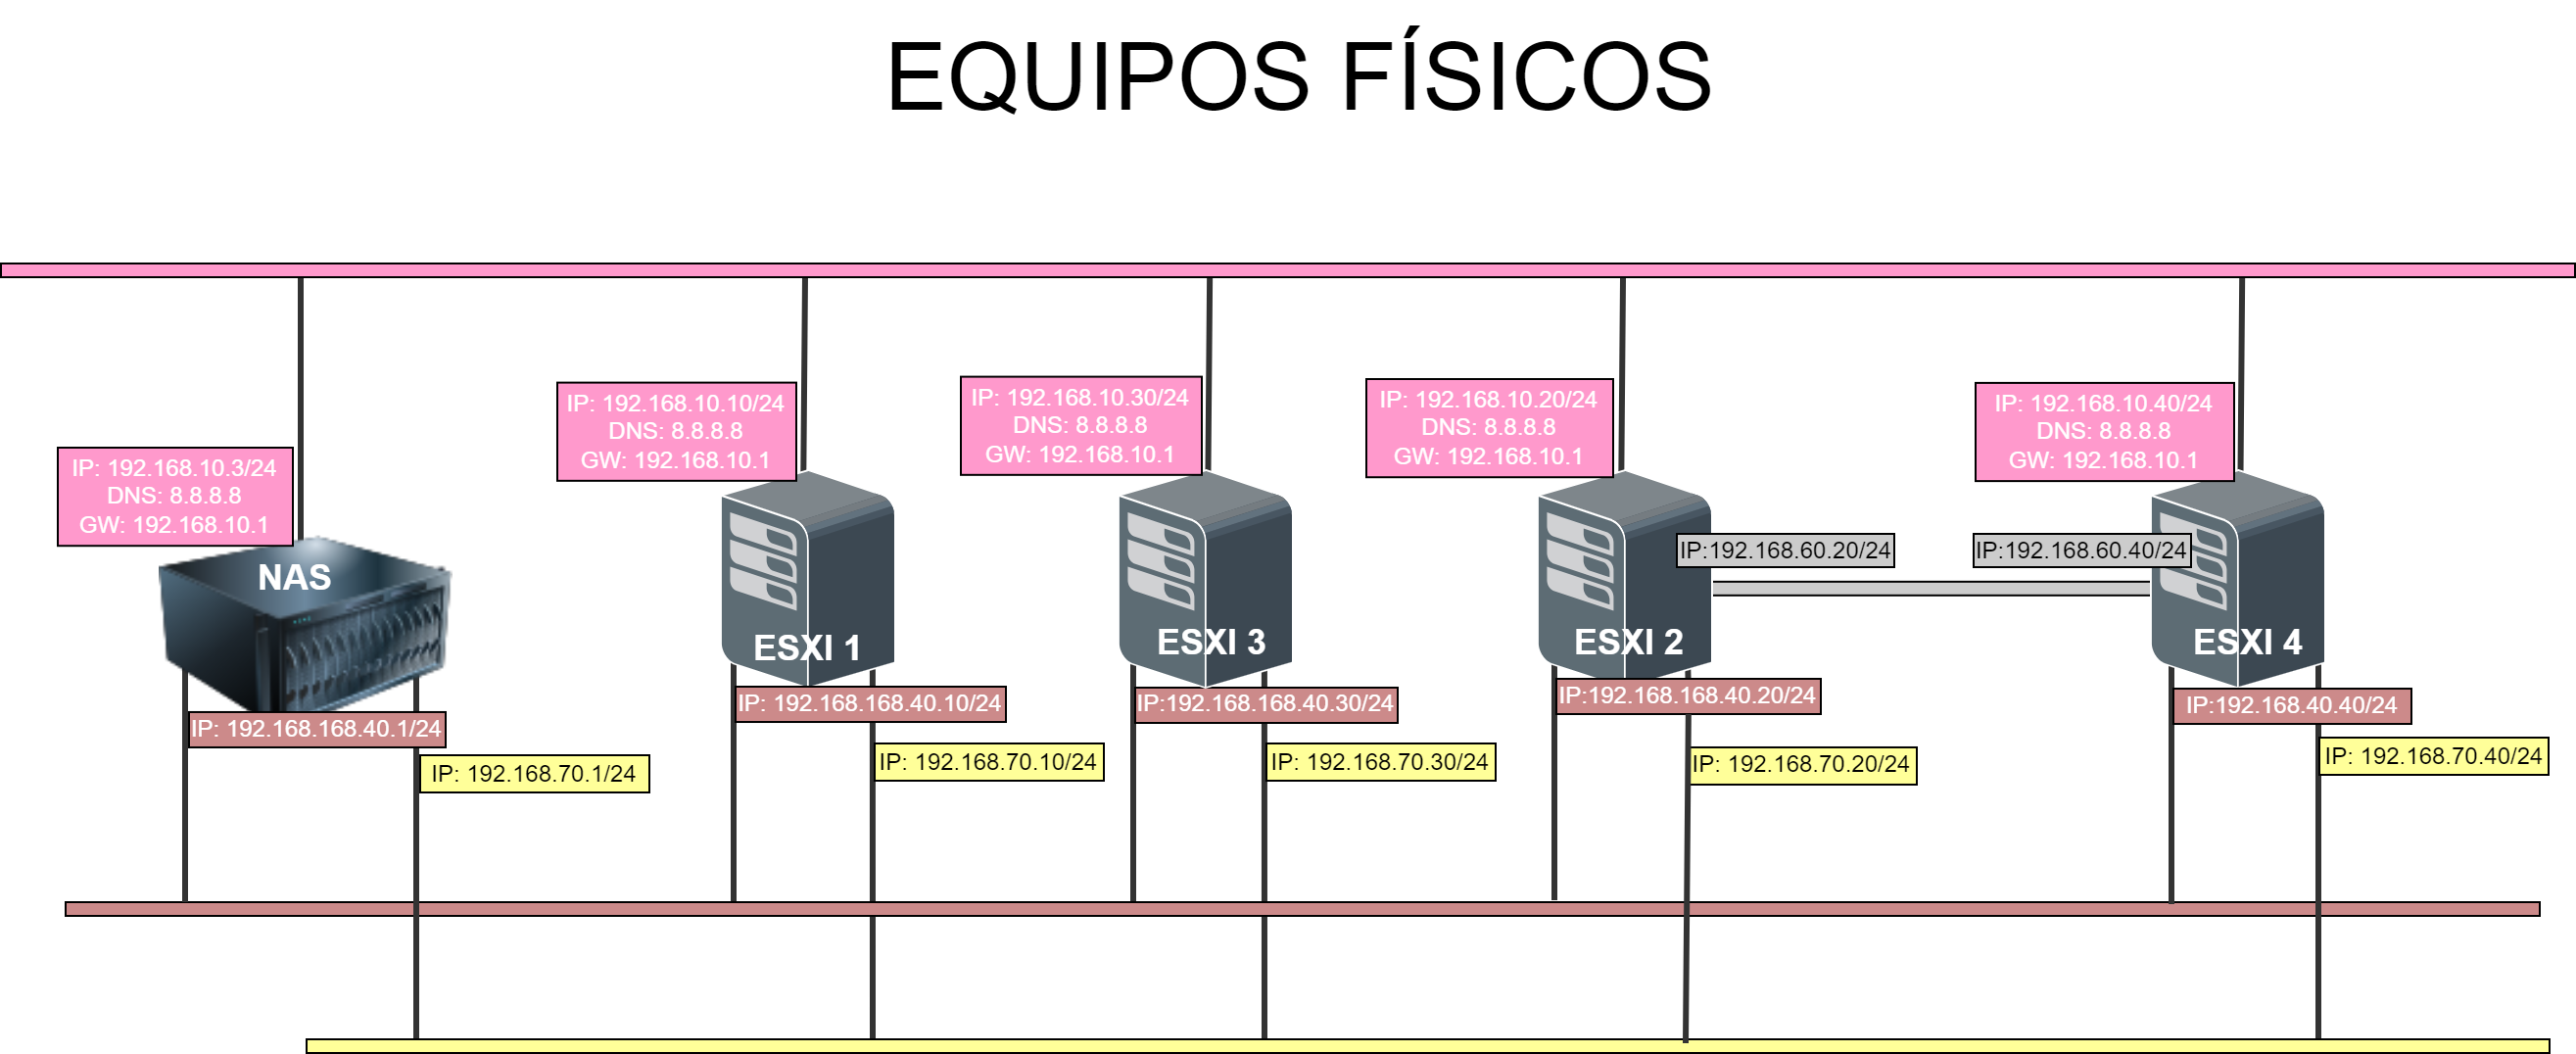 EQUIPOS FÍSICOS
IP: 192.168.10.3/24
DNS: 8.8.8.8
GW: 192.168.10.1
NAS
IP: 192.168.168.40.1/24
IP: 192.168.70.1/24
IP: 192.168.10.10/24
DNS: 8.8.8.8
GW: 192.168.10.1
ESXI 1
IP: 192.168.168.40.10/24
IP: 192.168.70.10/24
IP: 192.168.10.30/24
DNS: 8.8.8.8
GW: 192.168.10.1
ESXI 3
IP:192.168.168.40.30/24
IP: 192.168.70.30/24
IP: 192.168.10.20/24
DNS: 8.8.8.8
GW: 192.168.10.1
IP:192.168.60.20/24
ESXI 2
IP:192.168.168.40.20/24
IP: 192.168.70.20/24
IP: 192.168.10.40/24
DNS: 8.8.8.8
GW: 192.168.10.1
IP:192.168.60.40/24
ESXI 4
IP:192.168.40.40/24
IP: 192.168.70.40/24